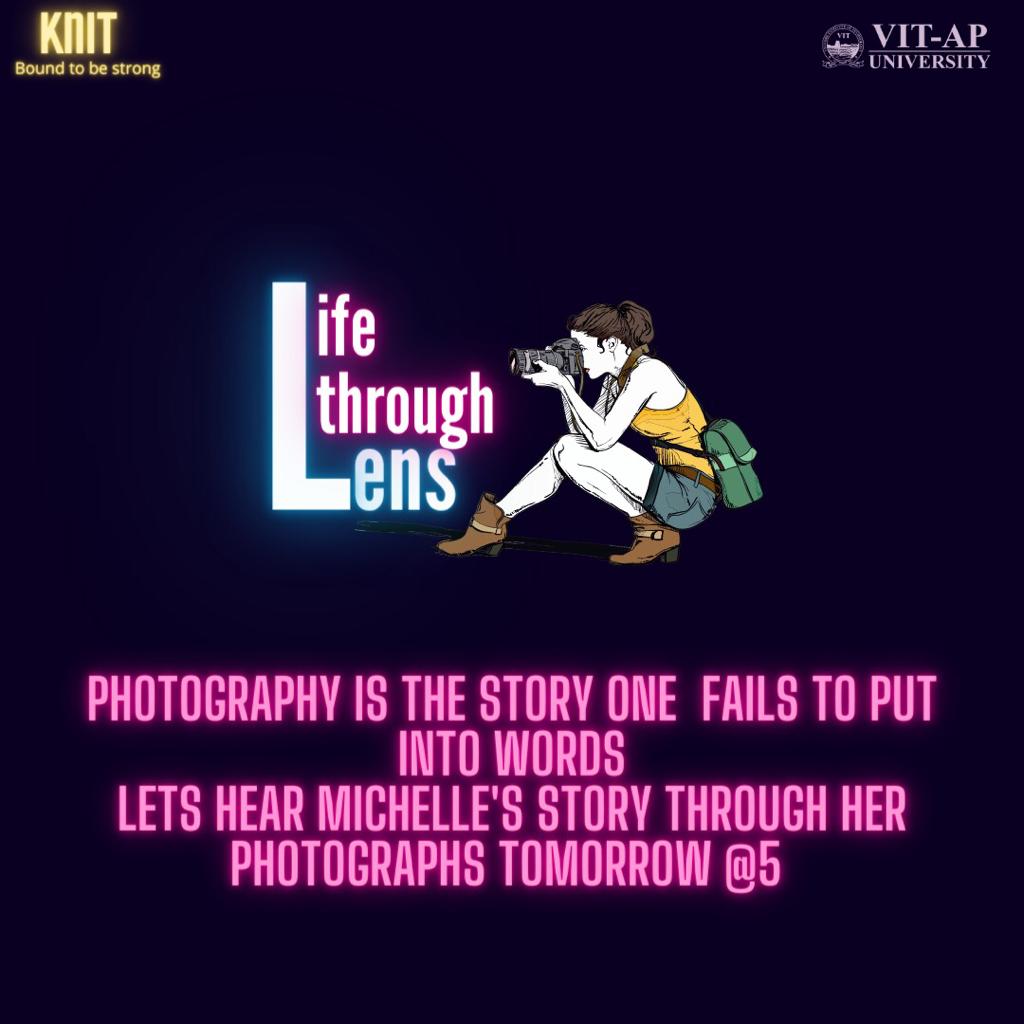 KNIT
Bound to be strong
VIT
VIT-AP
UNIVERSITY
Life
through
Lens
PHOTOGRAPHY IS THE STORY ONE FAILS TO PUT
INTO WORDS
LETS HEAR MICHELLE'S STORY THROUGH HER
PHOTOGRAPHS TOMORROW @5